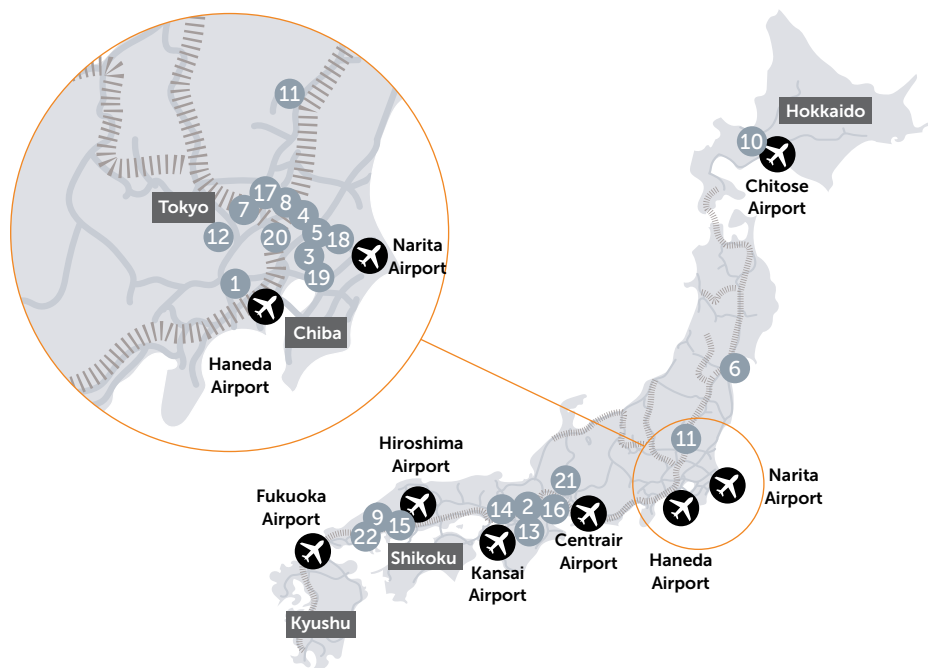 11
Hokkaido
10
Chitose
Airport
17
Tokyo
7
8
4
12
20
5
18
3
Narita
Airport
19
1
Chiba
Haneda
Airport
6
11
Hiroshima
Airport
21
Narita
Airport
Fukuoka
Airport
9
15
22
14
2
16
13
Shikoku
Centrair
Airport
Kansai
Airport
Haneda
Airport
Kyushu